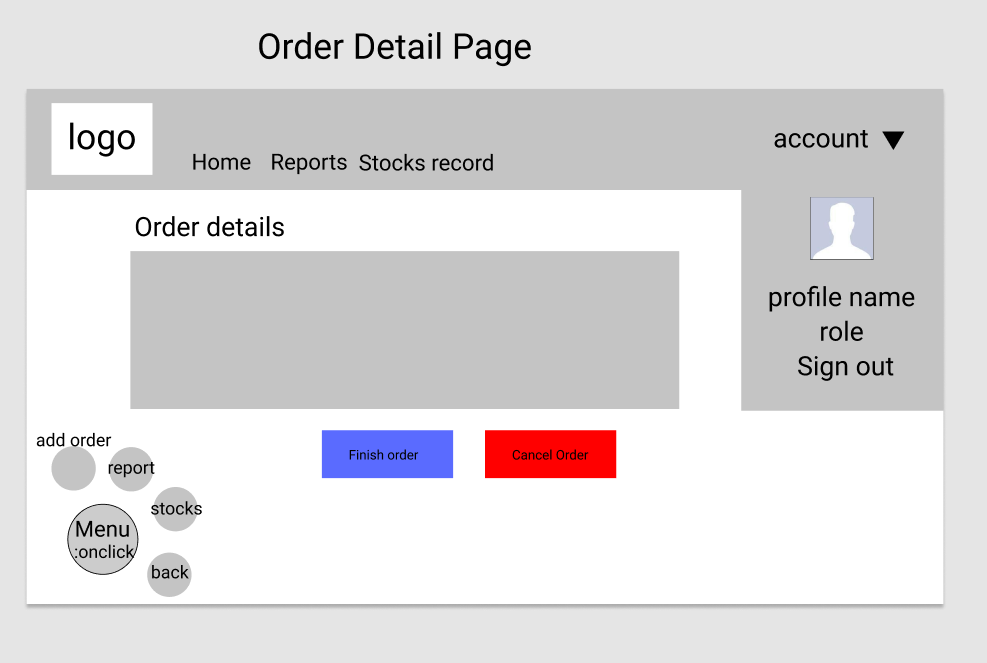 Order Detail Page
logo
Home Reports Stocks record
account
Order details
profile name
role
Sign out
add order
report
stocks
Menu
:onclick
back
Finish order
Cancel Order